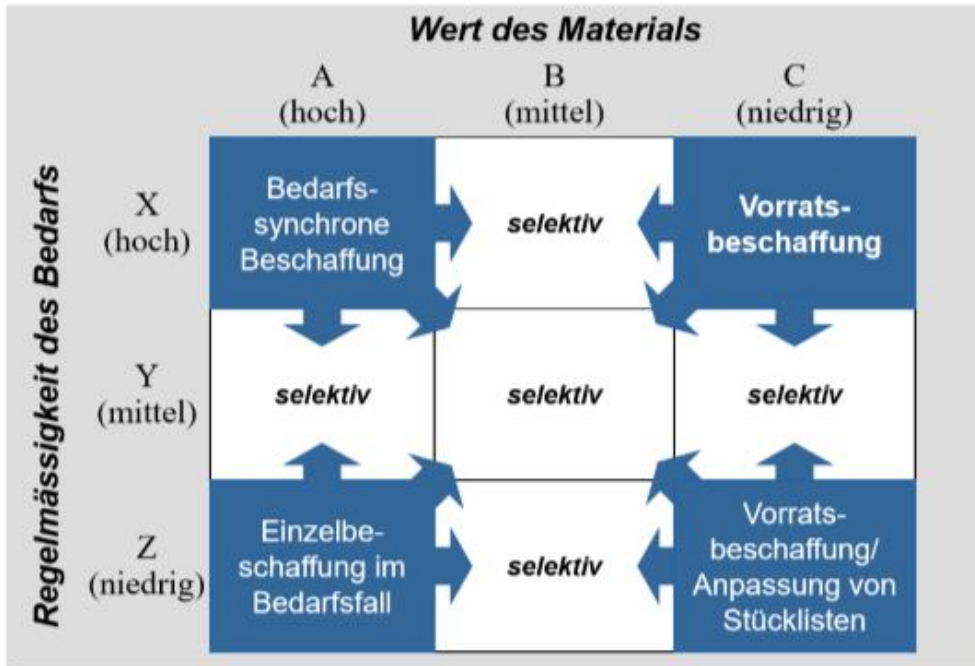 Wert des Materials
A
(hoch)
B
(mittel)
C
(niedrig)
Regelmässigkeit des Bedarfs
X
(hoch)
Bedarfs-
synchrone
Beschaffung
selektiv
Vorrats-
beschaffung
Y
(mittel)
selektiv
selektiv
selektiv
Z
(niedrig)
Einzelbe-
schaffung im
Bedarfsfall
selektiv
Vorrats-
beschaffung/
Anpassung von
Stücklisten